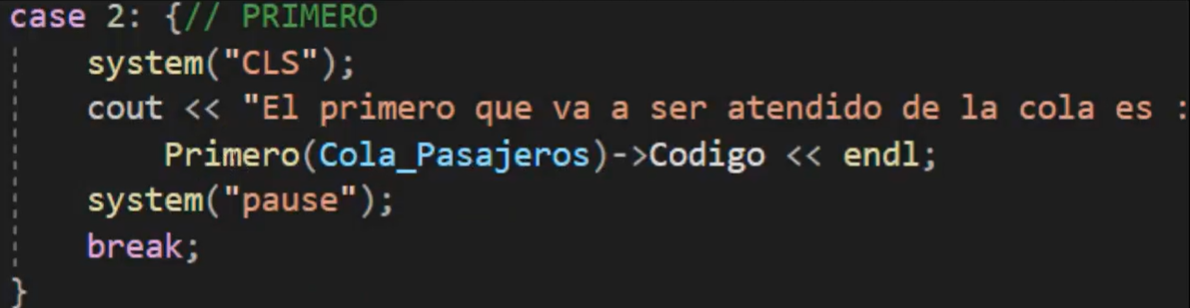 case 2: {// PRIMERO
system("CLS");
cout << "El primero que va a ser atendido de la cola es :
Primero(Cola_Pasajeros)->Codigo << endl;
system("pause");
break;
}